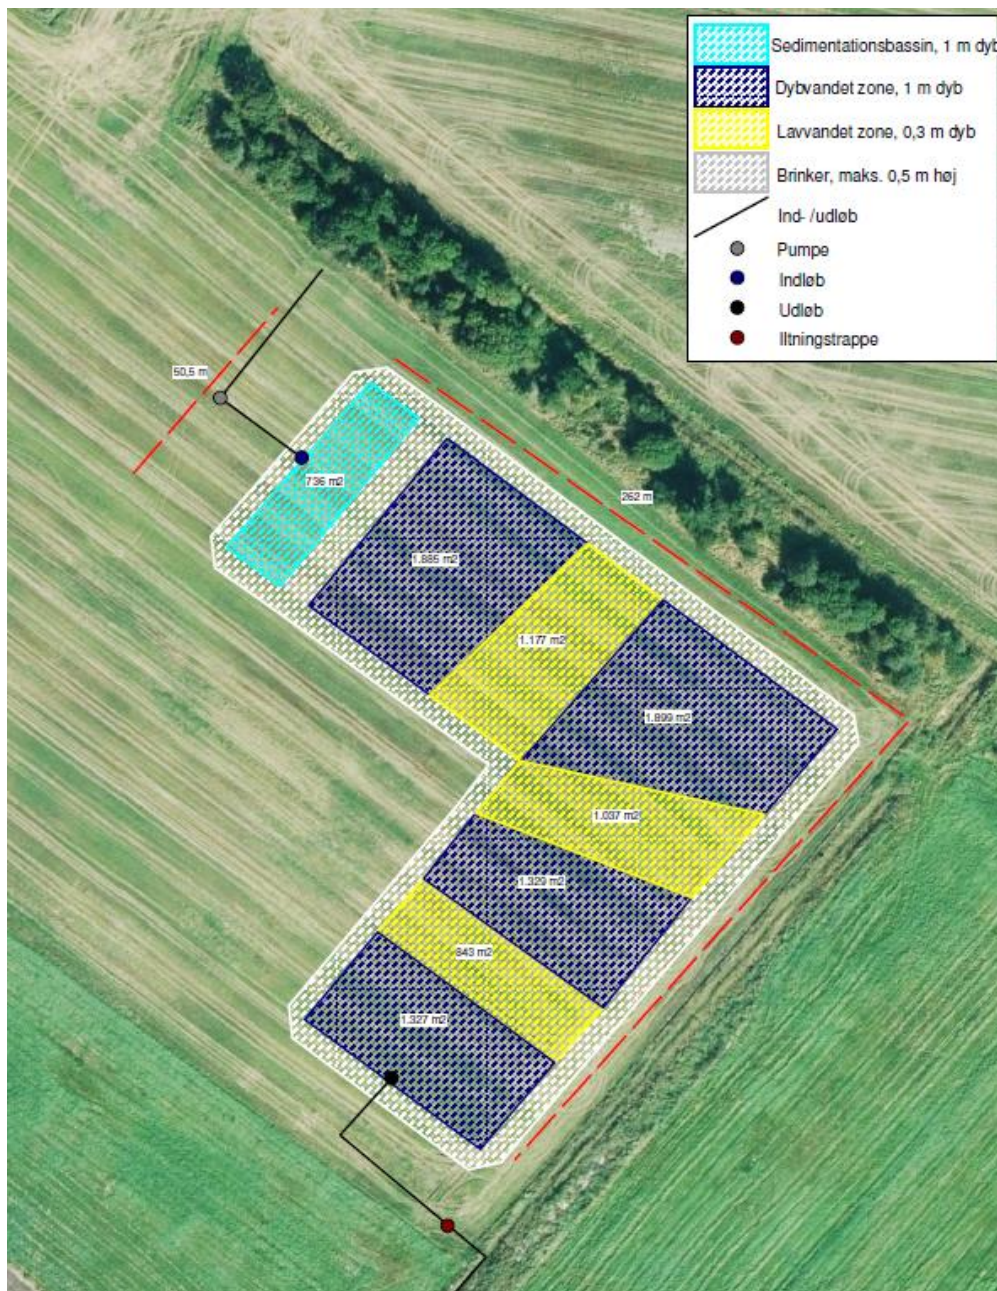 Sedimentationsbassin, 1 m dyb
Dybvandet zone, 1 m dyb
Lavvandet zone, 0,3 m dyb
Brinker, maks. 0,5 m høj
Ind- /udløb
Pumpe
Indløb
Udløb
Iltningstrappe
50,5 m
736 m2
262 m
1.885 m2
1.177 m2
1.899 m2
1.037 m2
1.329 m2
843 m2
1.327 m2